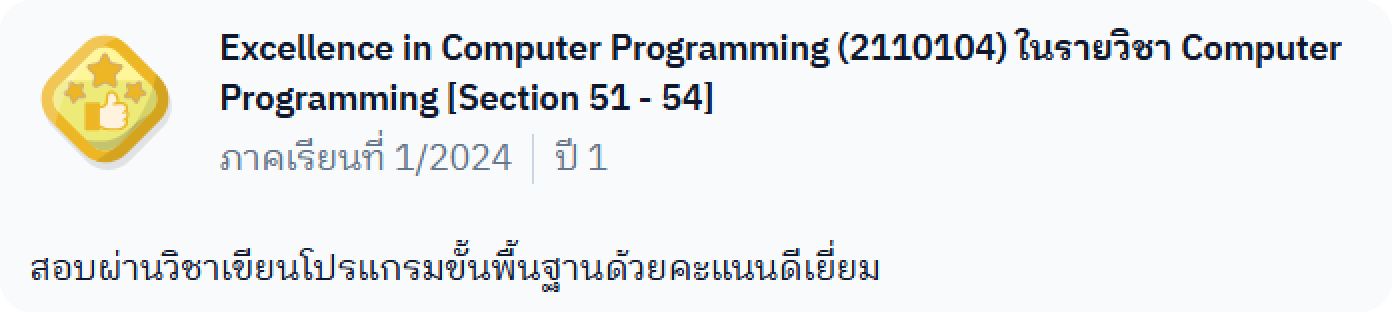 Excellence in Computer Programming (2110104) ในรายวิชา Computer
Programming [Section 51 - 54]
ภาคเรียนที่ 1/2024 | ปี 1
สอบผ่านวิชาเขียนโปรแกรมขั้นพื้นฐานด้วยคะแนนดีเยี่ยม